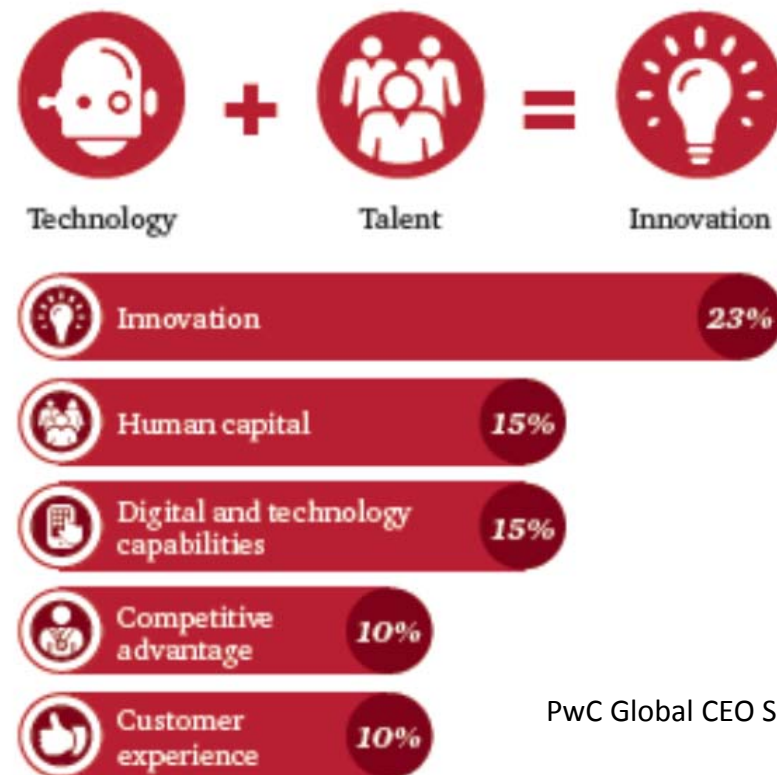 Technology
Talent
Innovation
Innovation
23%
Human capital
15%
Digital and technology
capabilities
15%
Competitive
advantage
10%
Customer
experience
10%
PwC Global CEO S